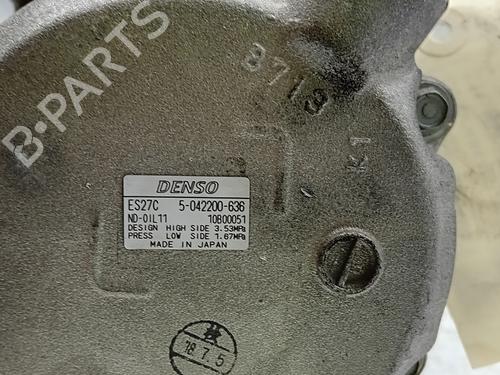 B-PARTS
8713
K1
DENSO
ES27C 5-042200-636
ND-OIL11 10B00051
DESIGN HIGH SIDE 3.53MPa
PRESS LOW SIDE 1.67MPa
MADE IN JAPAN
18.7.5